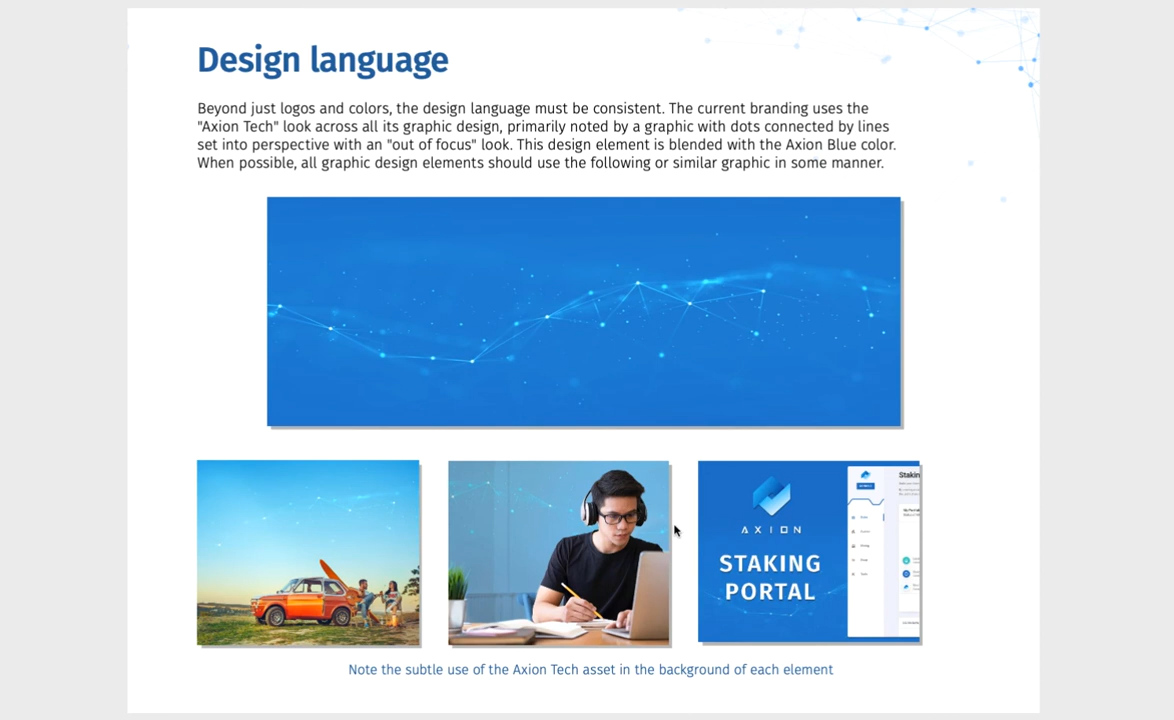 Design language
Beyond just logos and colors, the design language must be consistent. The current branding uses the
"Axion Tech" look across all its graphic design, primarily noted by a graphic with dots connected by lines
set into perspective with an "out of focus" look. This design element is blended with the Axion Blue color.
When possible, all graphic design elements should use the following or similar graphic in some manner.
AXION
STAKING
PORTAL
Stakin
Note the subtle use of the Axion Tech asset in the background of each element